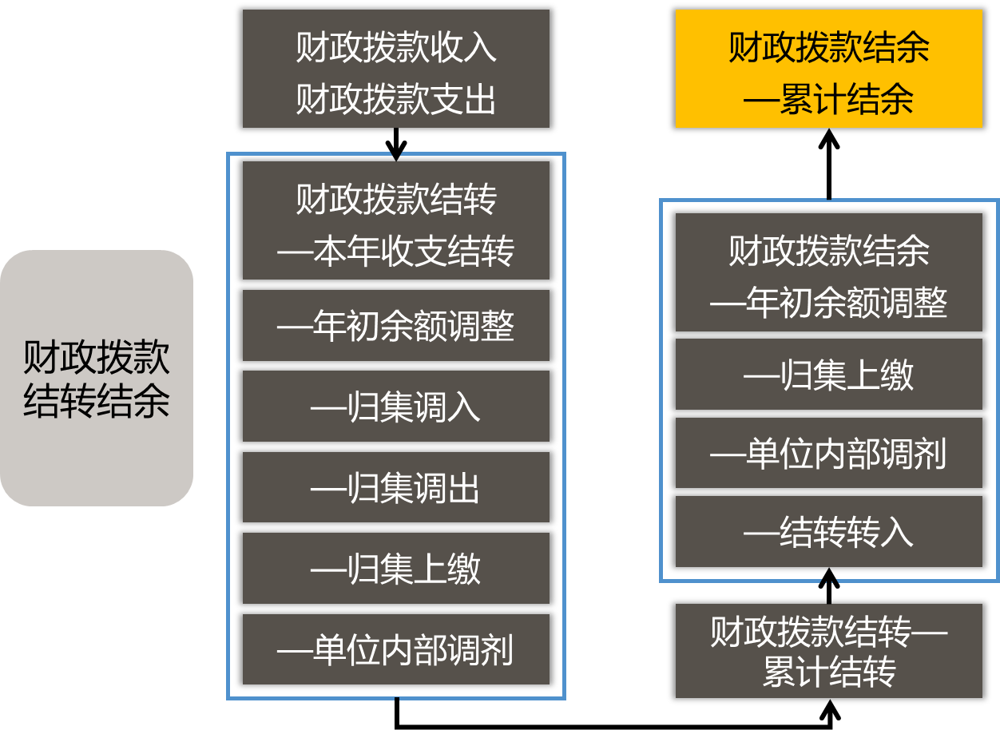 财政拨款
结转结余
财政拨款收入
财政拨款支出
财政拨款结转
—本年收支结转
—年初余额调整
—归集调入
—归集调出
—归集上缴
—单位内部调剂
财政拨款结余
—累计结余
财政拨款结余
—年初余额调整
—归集上缴
—单位内部调剂
—结转转入
财政拨款结转—
累计结转